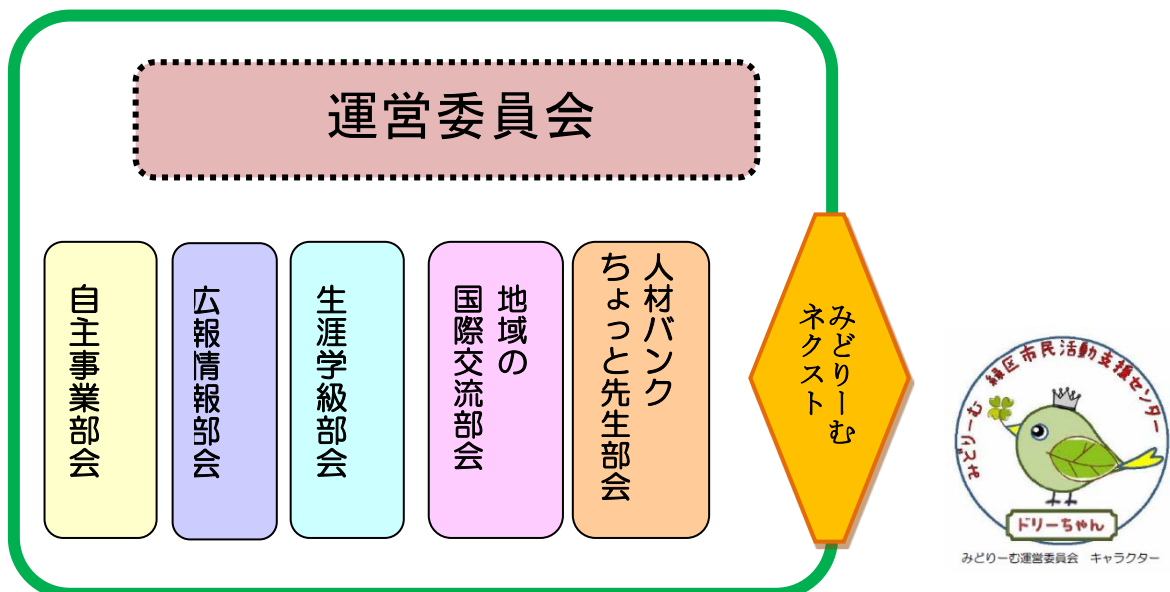 運営委員会
自主事業部会
広報情報部会
生涯学級部会
地域の
国際交流部会
人材バンク
ちょっと先生部会
みどりーむ
ネクスト
みどりーむ 緑区市民活動支援センター
ドリーちゃん
みどりーむ運営委員会 キャラクター